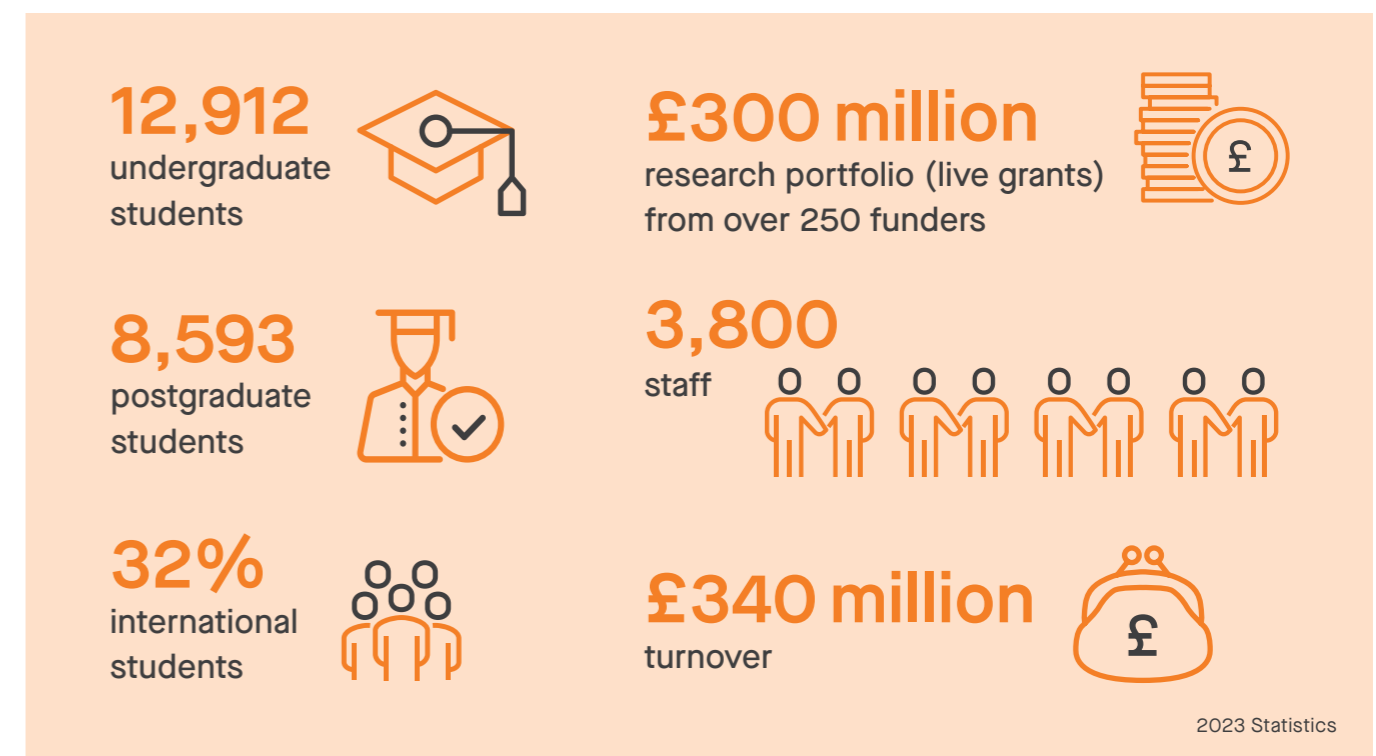 12,912
undergraduate
students
8,593
postgraduate
students
32%
international
students
£300 million
research portfolio (live grants)
from over 250 funders
£
3,800
staff
£340 million
turnover
£
2023 Statistics